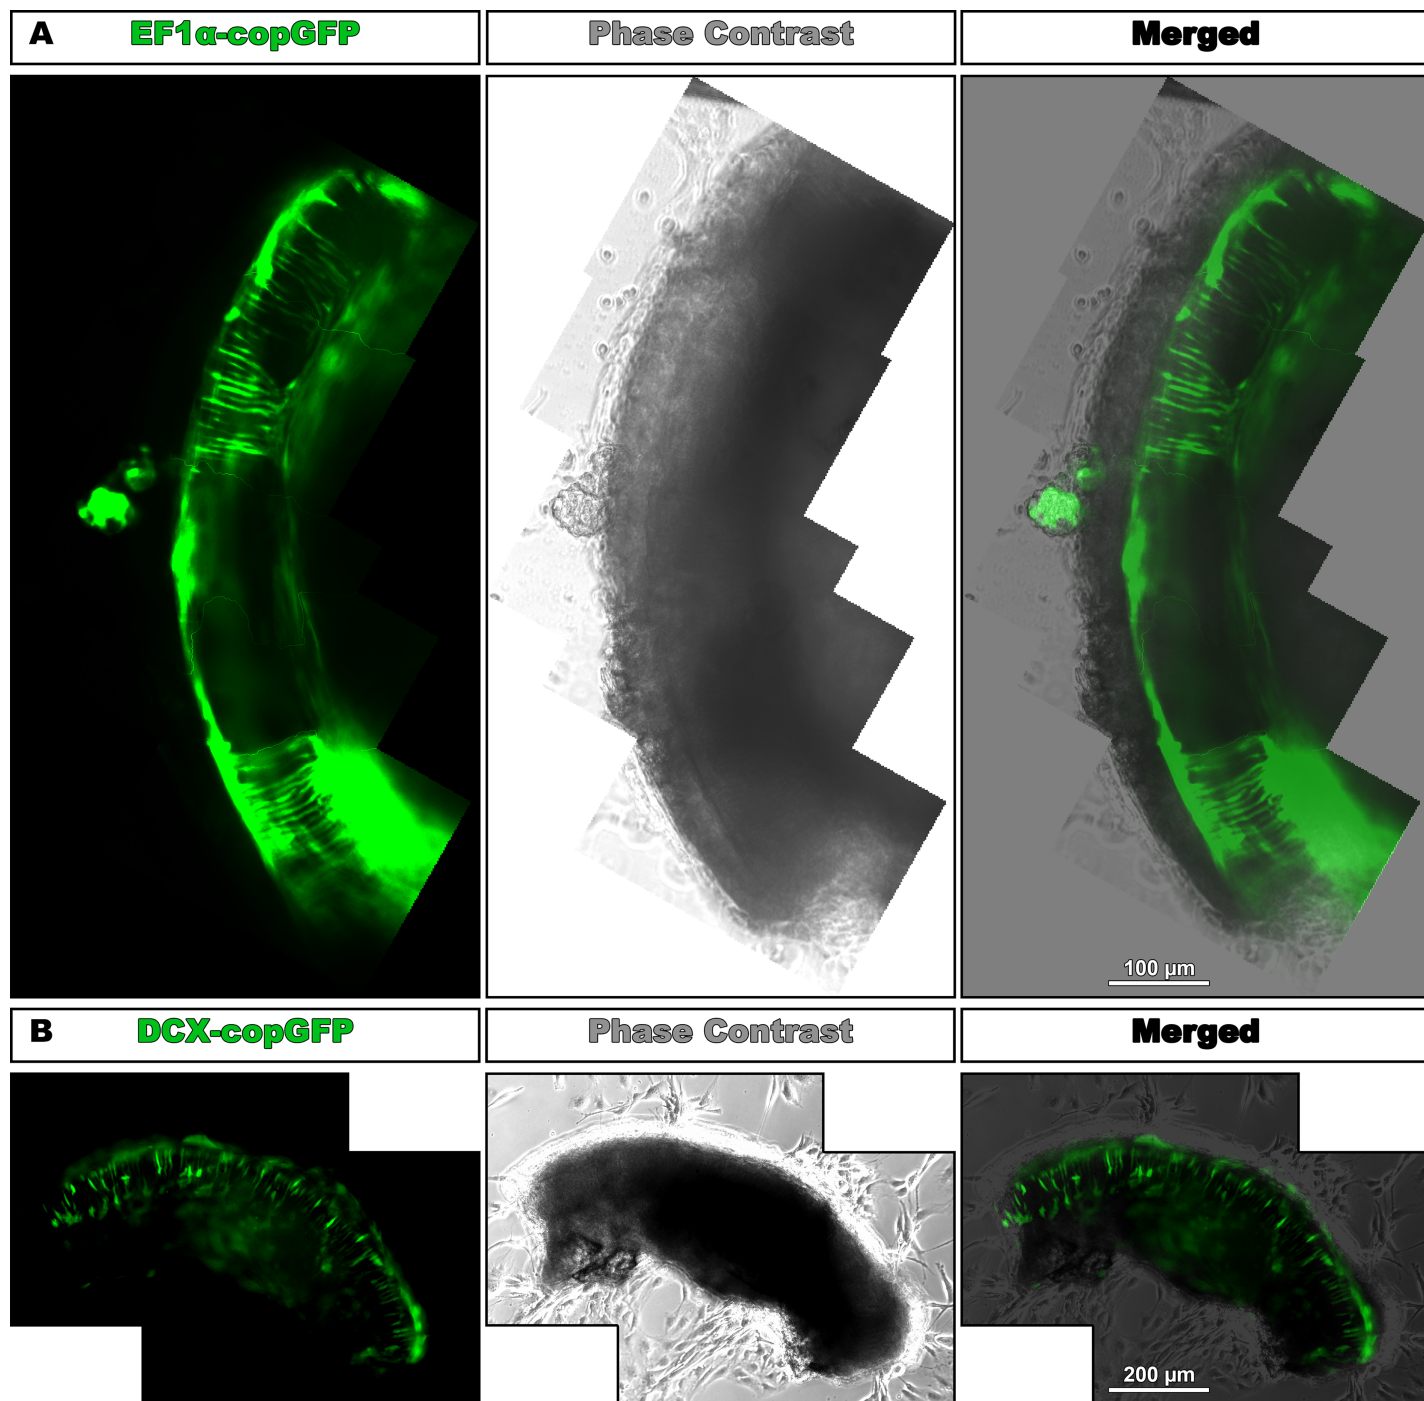 A EF1α-copGFP Phase Contrast Merged
100 µm
B DCX-copGFP Phase Contrast Merged
200 µm